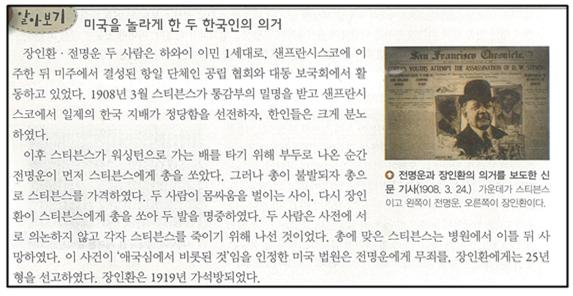 알아보기
미국을 놀라게 한 두 한국인의 의거
장인환·전명운 두 사람은 하와이 이민 1세대로, 샌프란시스코에 이
주한 뒤 미주에서 결성된 항일 단체인 공립 협회와 대동 보국회에서 활
동하고 있었다. 1908년 3월 스티븐스가 통감부의 밀명을 받고 샌프란시
스코에서 일제의 한국 지배가 정당함을 선전하자, 한인들은 크게 분노
하였다.
이후 스티븐스가 워싱턴으로 가는 배를 타기 위해 부두로 나온 순간
전명운이 먼저 스티븐스에게 총을 쏘았다. 그러나 총이 불발되자 총으
로 스티븐스를 가격하였다. 두 사람이 몸싸움을 벌이는 사이, 다시 장인
환이 스티븐스에게 총을 쏘아 두 발을 명중하였다. 두 사람은 사전에 서
로 의논하지 않고 각자 스티븐스를 죽이기 위해 나선 것이었다. 총에 맞은 스티븐스는 병원에서 이틀 뒤 사
망하였다. 이 사건이 ‘애국심에서 비롯된 것’임을 인정한 미국 법원은 전명운에게 무죄를, 장인환에게는 25년
형을 선고하였다. 장인환은 1919년 가석방되었다.
San Francisco Chronicle.
YOUTHS ATTEMPT THE ASSASSINATION OF D. W. STEVENS
전명운과 장인환의 의거를 보도한 신
문 기사(1908. 3. 24.) 가운데가 스티븐스
이고 왼쪽이 전명운, 오른쪽이 장인환이다.